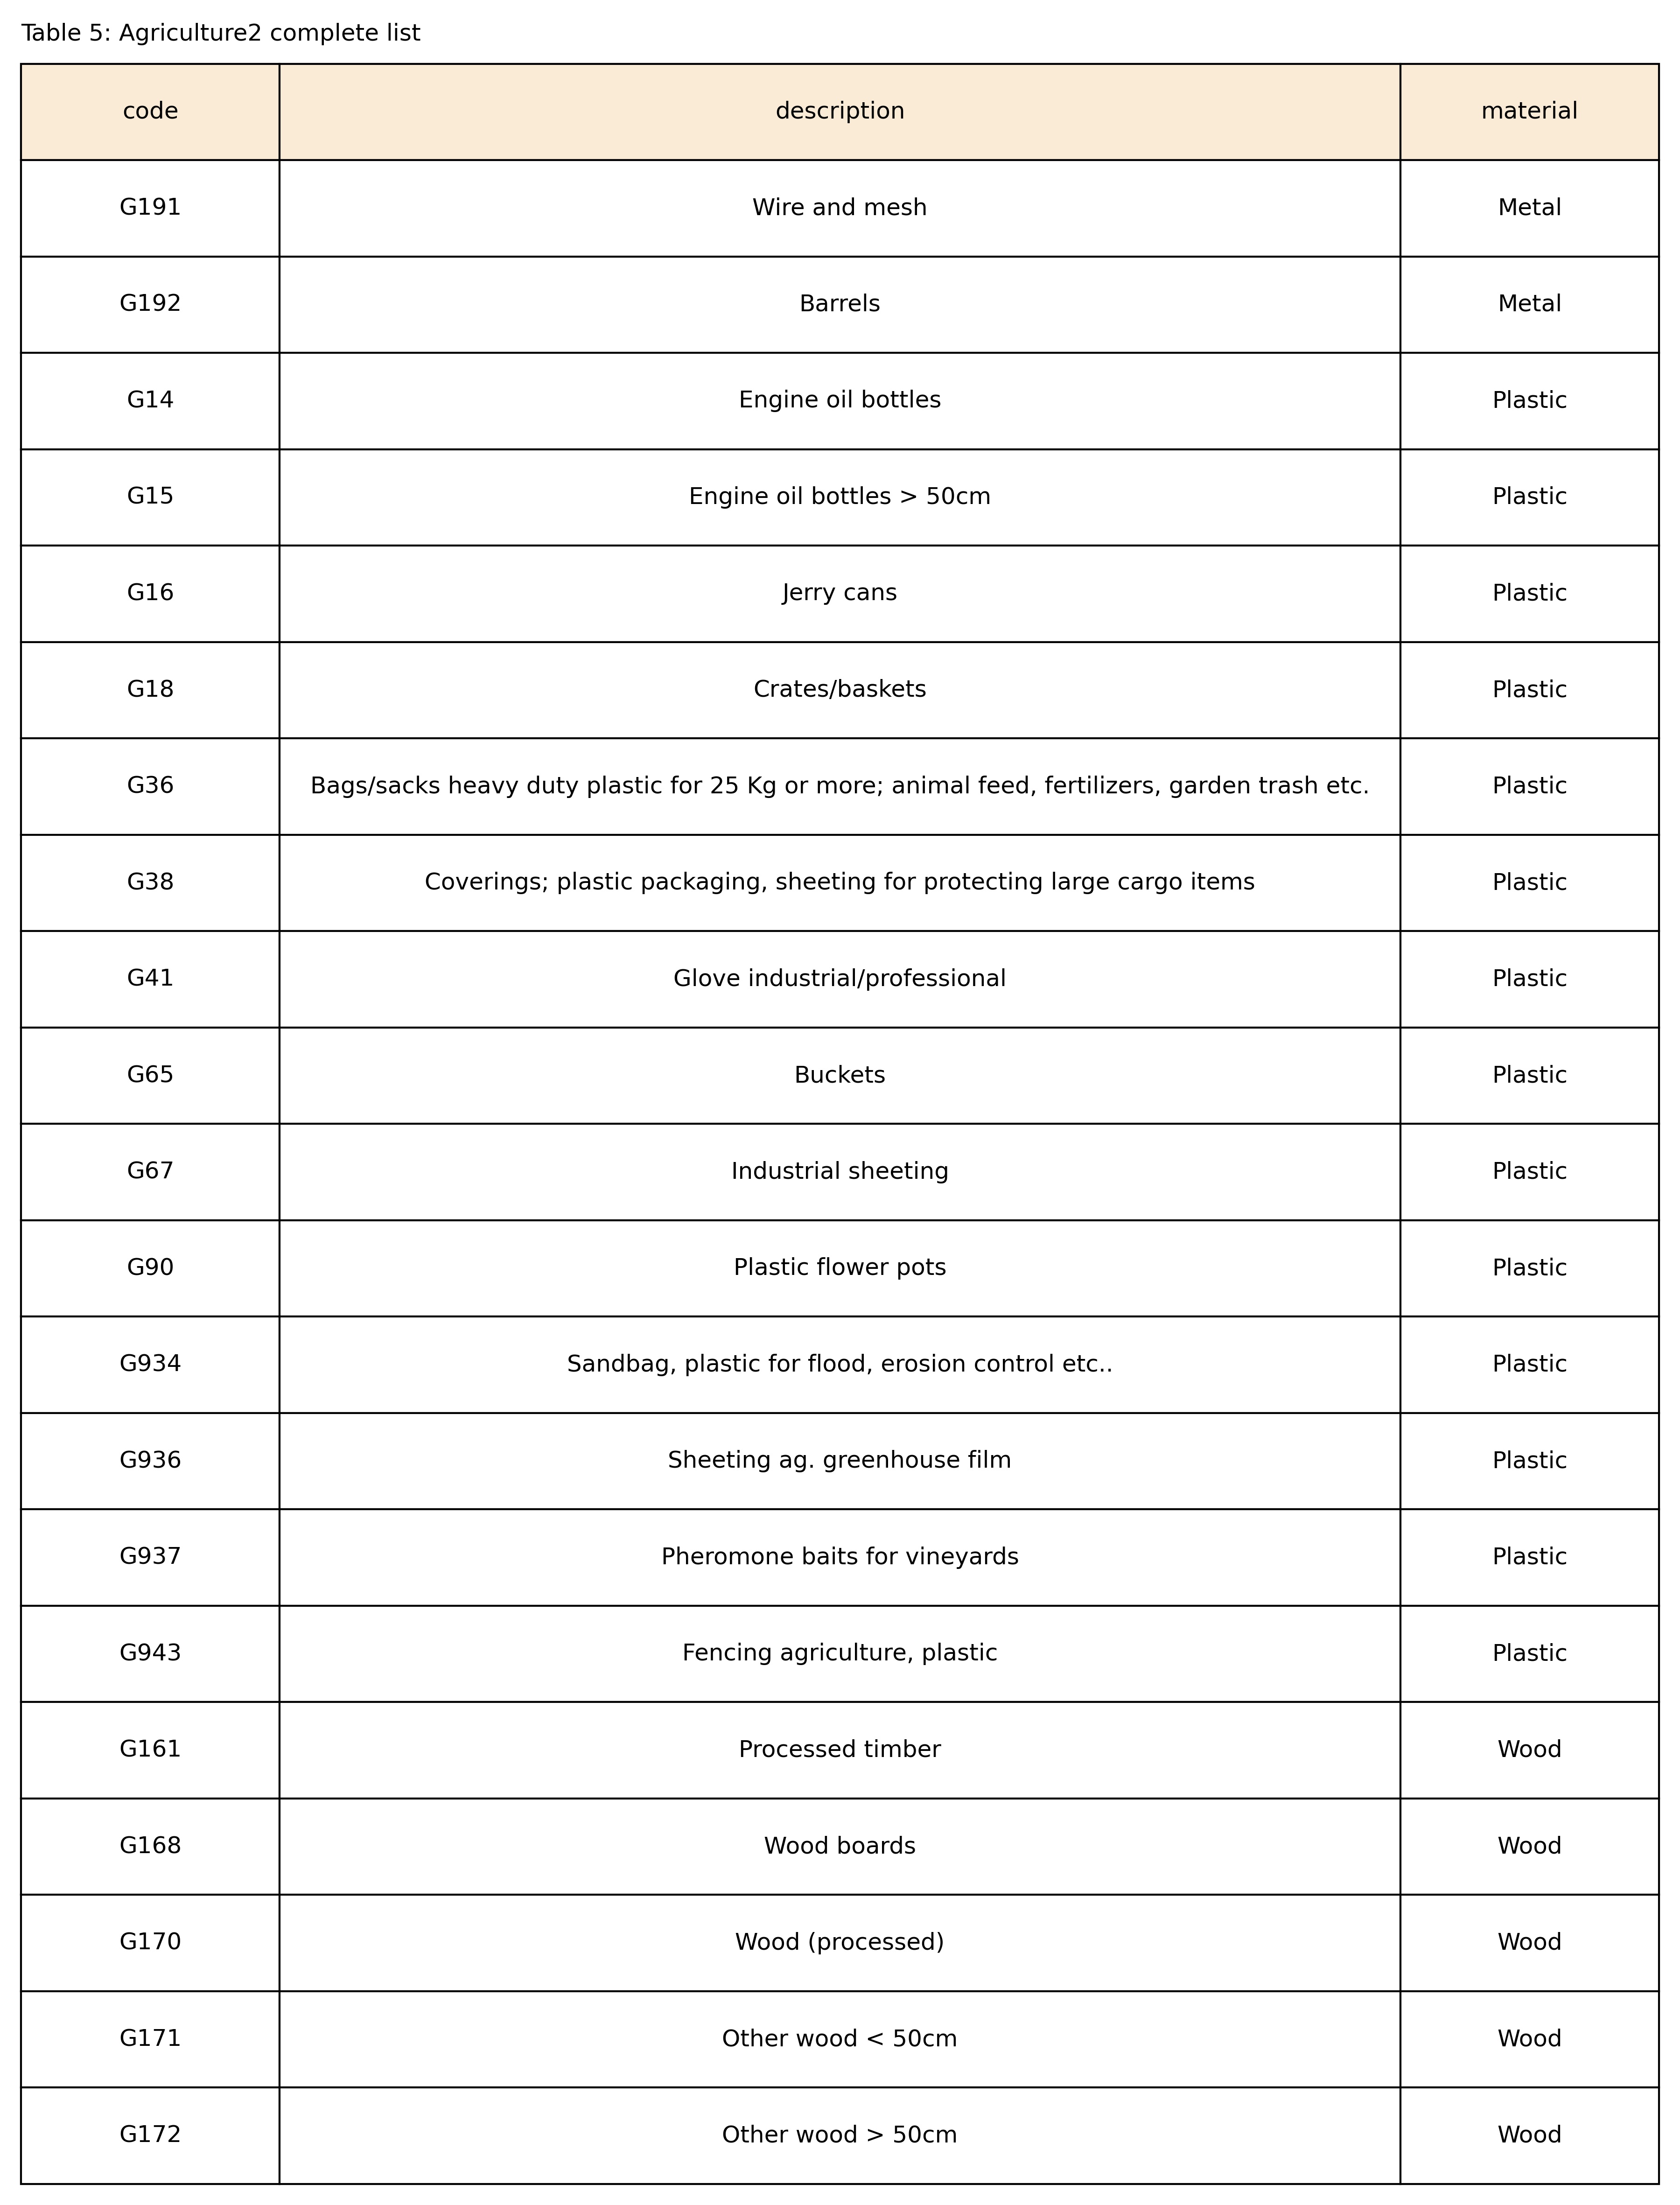 Table 5: Agriculture2 complete list
code description material
G191 Wire and mesh Metal
G192 Barrels Metal
G14 Engine oil bottles Plastic
G15 Engine oil bottles > 50cm Plastic
G16 Jerry cans Plastic
G18 Crates/baskets Plastic
G36 Bags/sacks heavy duty plastic for 25 Kg or more; animal feed, fertilizers, garden trash etc. Plastic
G38 Coverings; plastic packaging, sheeting for protecting large cargo items Plastic
G41 Glove industrial/professional Plastic
G65 Buckets Plastic
G67 Industrial sheeting Plastic
G90 Plastic flower pots Plastic
G934 Sandbag, plastic for flood, erosion control etc.. Plastic
G936 Sheeting ag. greenhouse film Plastic
G937 Pheromone baits for vineyards Plastic
G943 Fencing agriculture, plastic Plastic
G161 Processed timber Wood
G168 Wood boards Wood
G170 Wood (processed) Wood
G171 Other wood < 50cm Wood
G172 Other wood > 50cm Wood